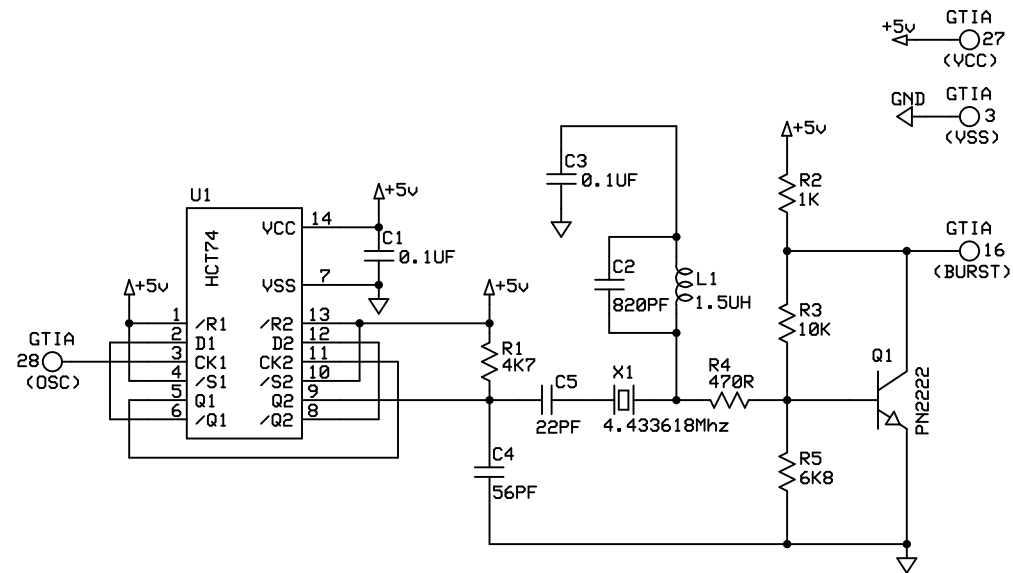 GTIA
+5v
27
(VCC)
GND
GTIA
3
(VSS)
+5v
C3
0.1UF
R2
1K
U1
+5v
14
VCC
HCT74
C1
0.1UF
GTIA
16
(BURST)
7
VSS
C2
820PF
L1
1.5UH
+5v
+5v
1
/R1
/R2
13
2
D1
D2
12
3
CK1
CK2
11
4
/S1
/S2
10
5
Q1
Q2
9
6
/Q1
/Q2
8
GTIA
28
(OSC)
R1
4K7
R3
10K
C5
22PF
X1
4.433618Mhz
R4
470R
Q1
PN2222
C4
56PF
R5
6K8